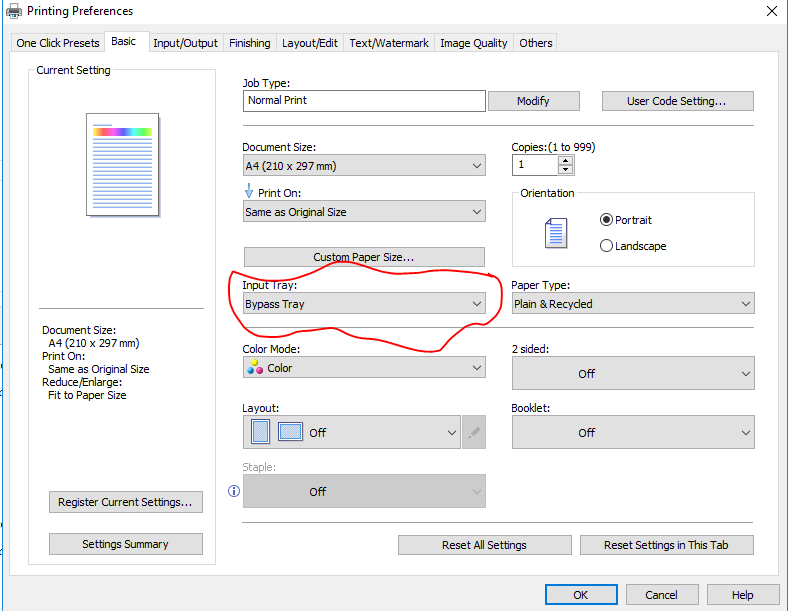 Printing Preferences
One Click Presets Basic Input/Output Finishing Layout/Edit Text/Watermark Image Quality Others
Current Setting
Job Type:
Normal Print Modify User Code Setting...
Document Size: Copies:(1 to 999)
A4 (210 x 297 mm) 1
Print On: Orientation
Same as Original Size Portrait
Landscape
Custom Paper Size...
Input Tray: Paper Type:
Bypass Tray Plain & Recycled
Document Size:
A4 (210 x 297 mm)
Print On:
Same as Original Size
Reduce/Enlarge:
Fit to Paper Size
Color Mode: 2 sided:
Color Off
Layout: Booklet:
Off Off
Staple:
Off
Register Current Settings...
Settings Summary Reset All Settings Reset Settings in This Tab
OK Cancel Help